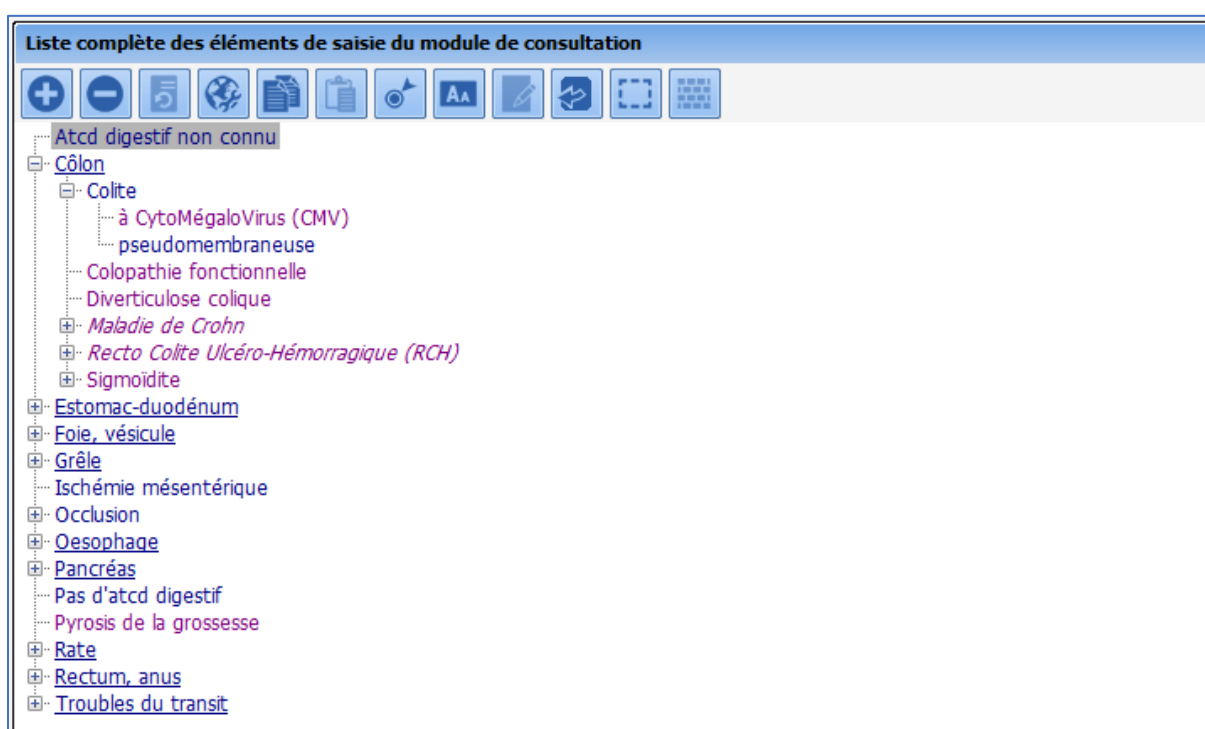 Liste complète des éléments de saisie du module de consultation
AA
Atcd digestif non connu
Côlon
Colite
à CytoMégaloVirus (CMV)
pseudomembraneuse
Colopathie fonctionnelle
Diverticulose colique
Maladie de Crohn
Recto Colite Ulcéro-Hémorragique (RCH)
Sigmoïdite
Estomac-duodénum
Foie, vésicule
Grêle
Ischémie mésentérique
Occlusion
Oesophage
Pancréas
Pas d'atcd digestif
Pyrosis de la grossesse
Rate
Rectum, anus
Troubles du transit